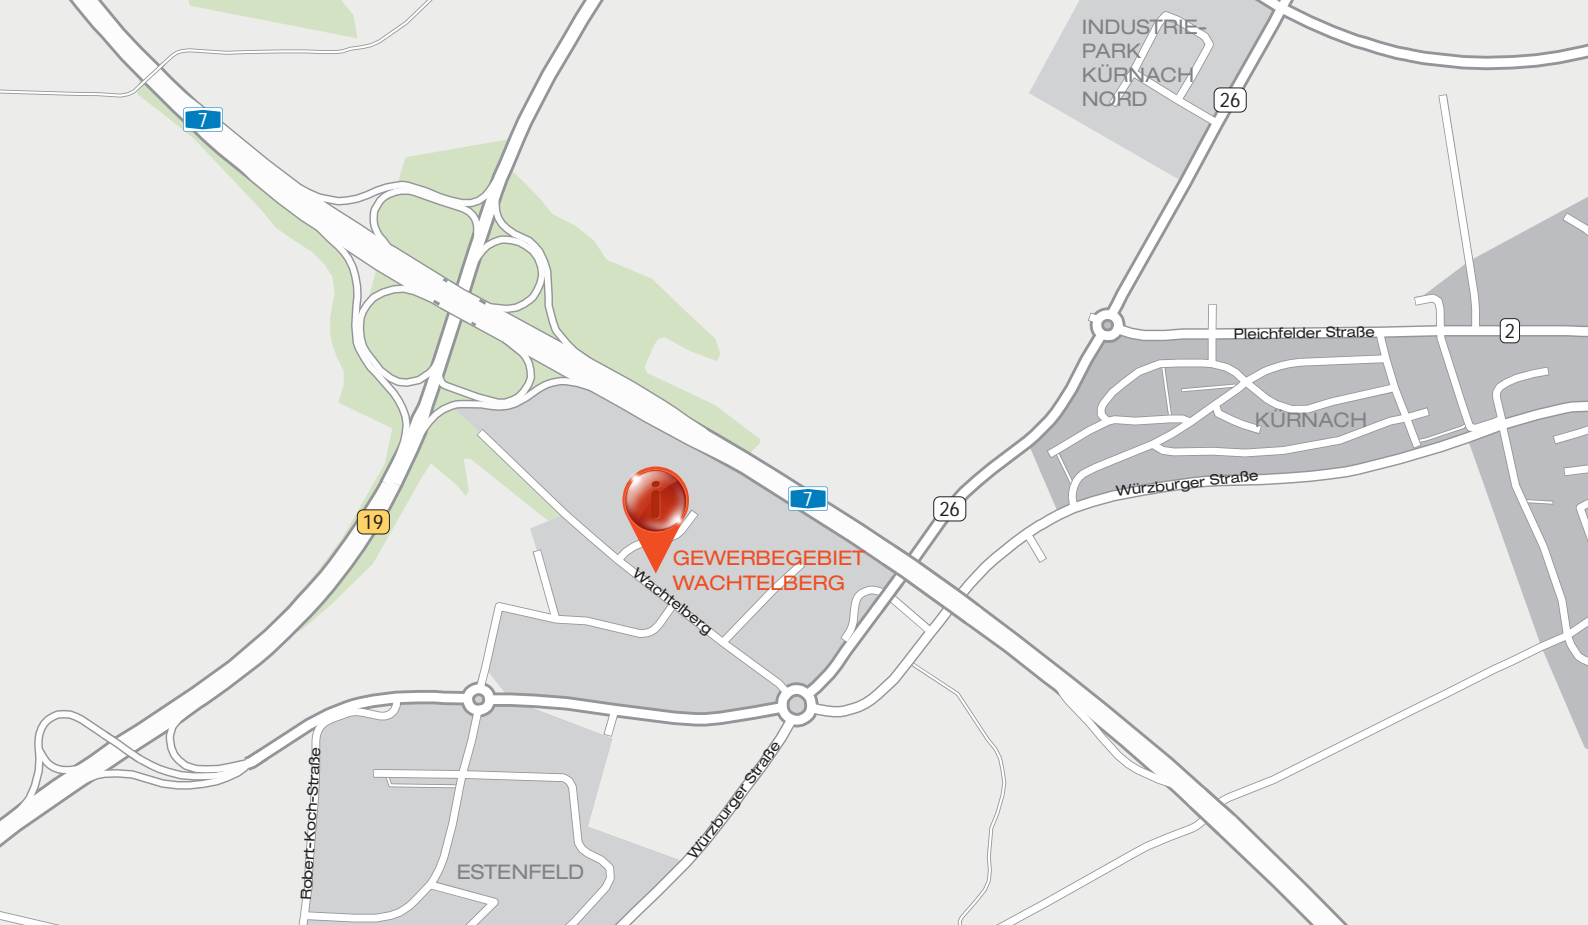 INDUSTRIE-
PARK
KÜRNACH
NORD
26
7
Pleichfelder Straße
2
KÜRNACH
Würzburger Straße
7
26
i
19
GEWERBEGEBIET
WACHTELBERG
Wachtelberg
Würzburger Straße
Robert-Koch-Straße
ESTENFELD